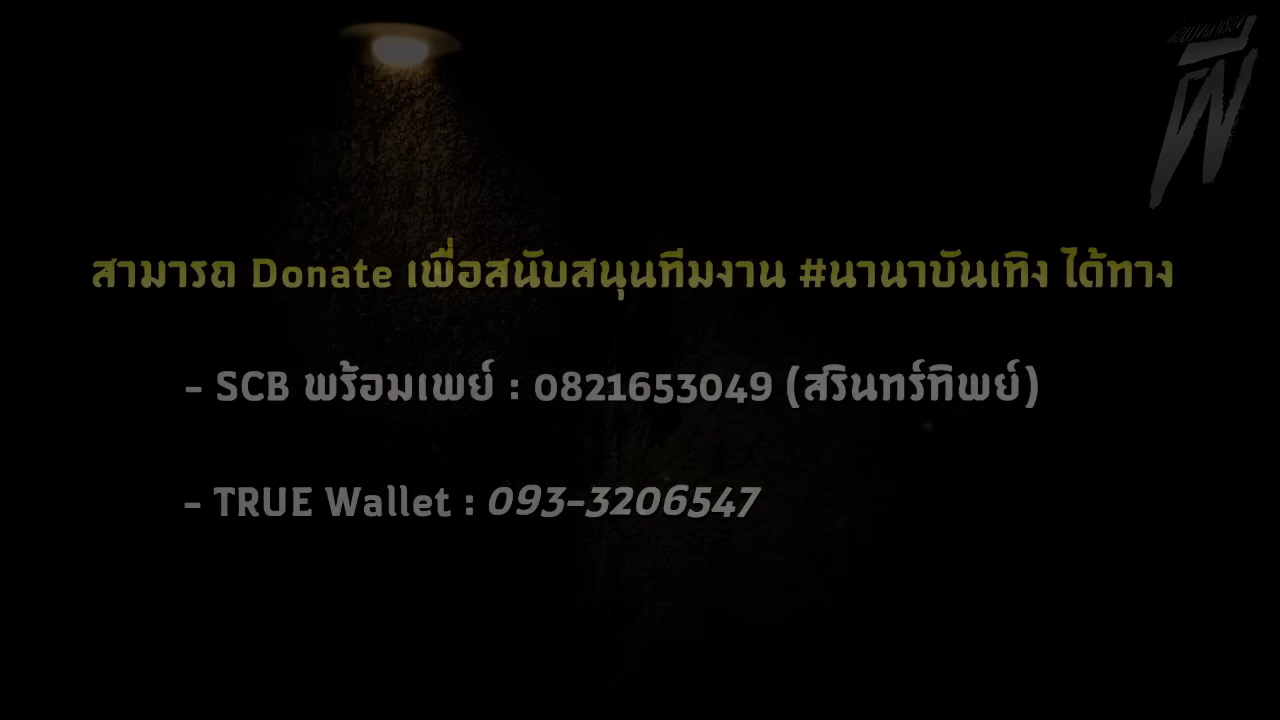 ผี
สามารถ Donate เพื่อสนับสนุนทีมงาน #นานาบันเทิง ได้ทาง
- SCB พร้อมเพย์ : 0821653049 (สรินทร์ทิพย์)
- TRUE Wallet : 093-3206547